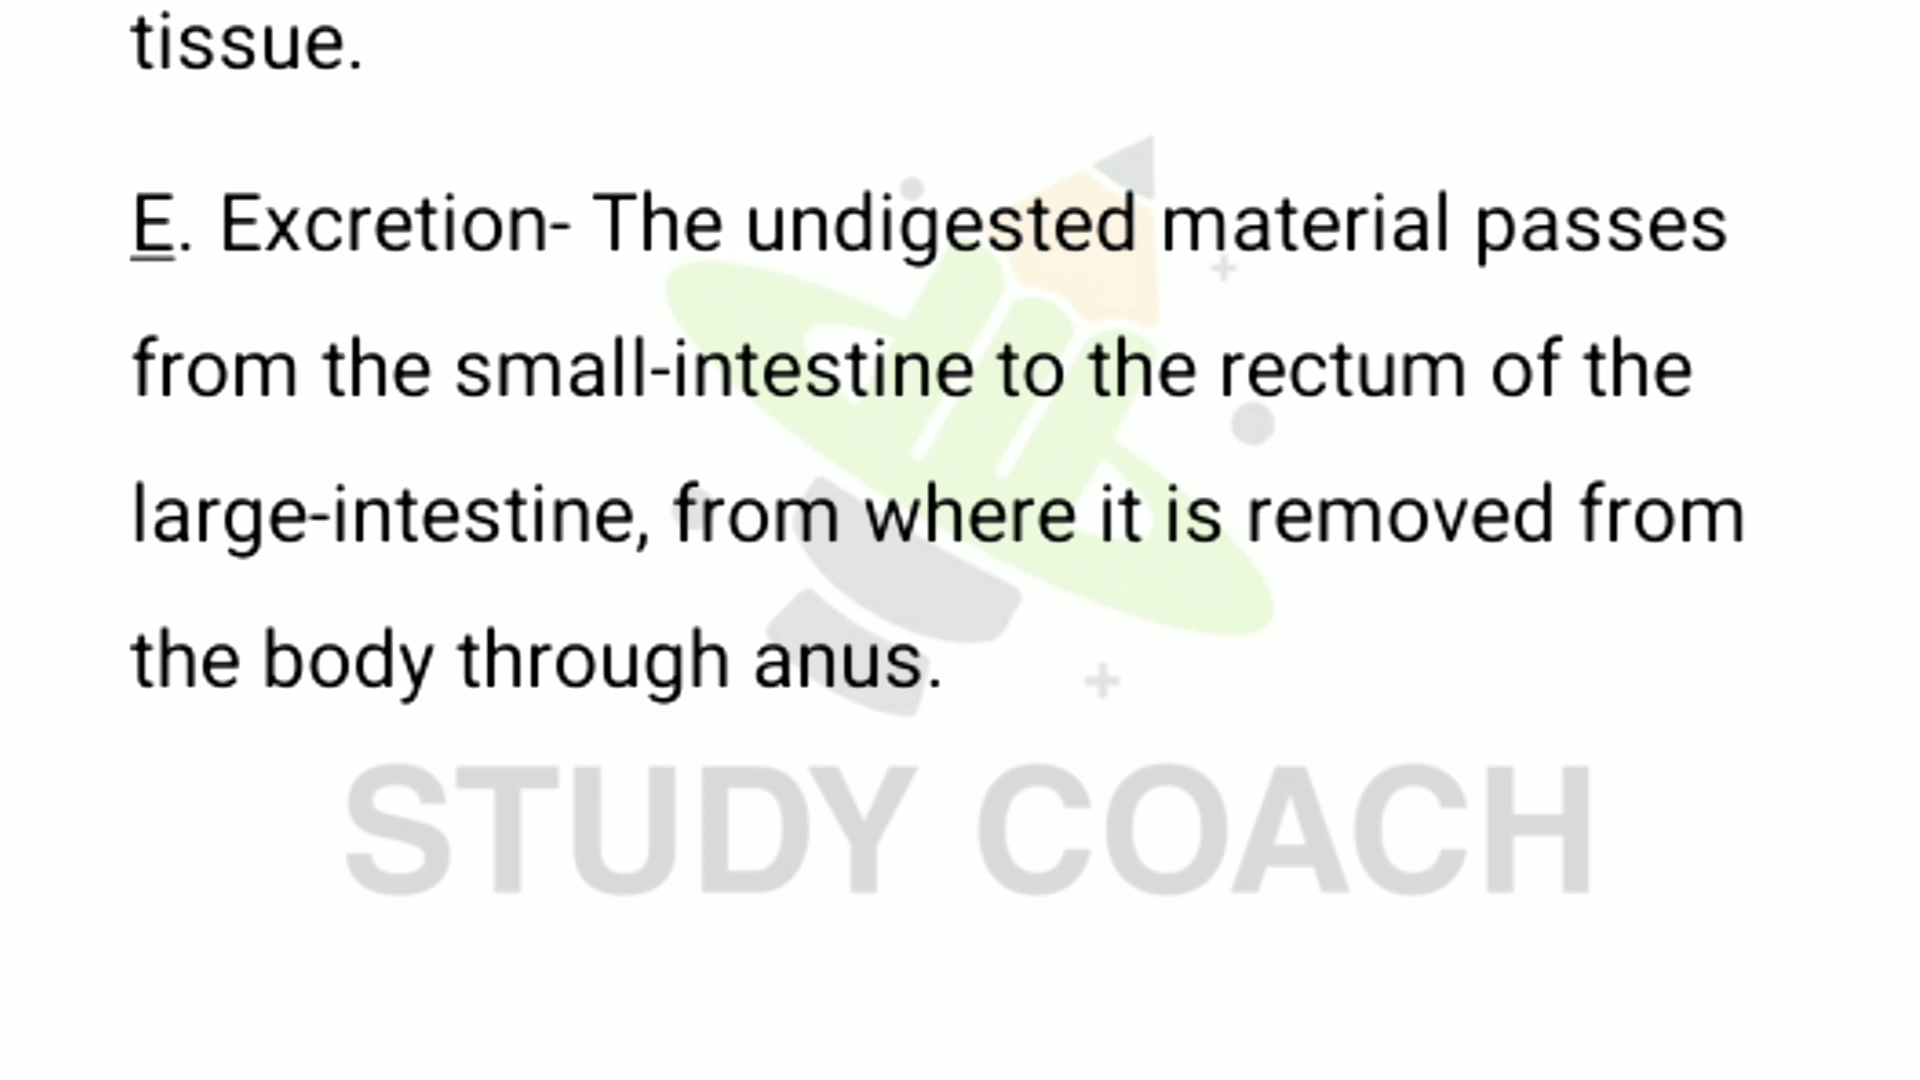 tissue.
E. Excretion- The undigested material passes
from the small-intestine to the rectum of the
large-intestine, from where it is removed from
the body through anus.
STUDY COACH